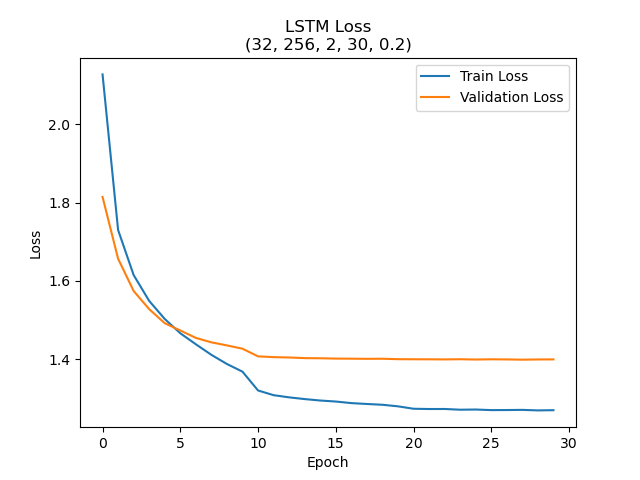 LSTM Loss
(32, 256, 2, 30, 0.2)
Train Loss
Validation Loss
2.0
1.8
1.6
1.4
Loss
0 5 10 15 20 25 30
Epoch